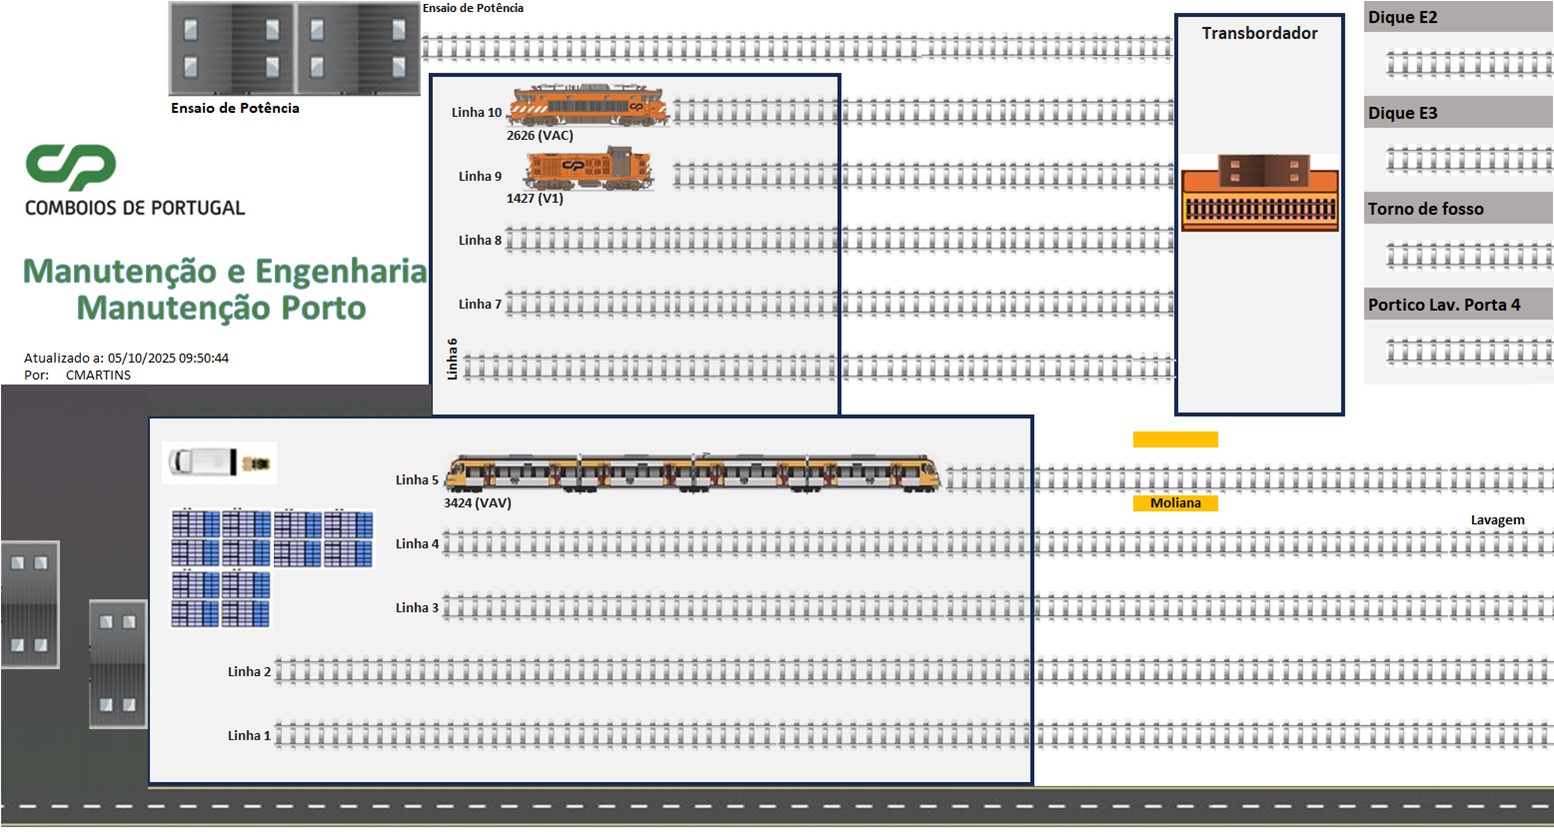 Ensaio de Potência
Ensaio de Potência
CP
COMBOIOS DE PORTUGAL
Manutenção e Engenharia
Manutenção Porto
Atualizado a: 05/10/2025 09:50:44
Por: CMARTINS
Linha 10
CP
2626 (VAC)
Linha 9
CP
1427 (V1)
Linha 8
Linha 7
Linha 6
Transbordador
Dique E2
Dique E3
Torno de fosso
Portico Lav. Porta 4
Linha 5
3424 (VAV)
Moliana
Lavagem
Linha 4
Linha 3
Linha 2
Linha 1